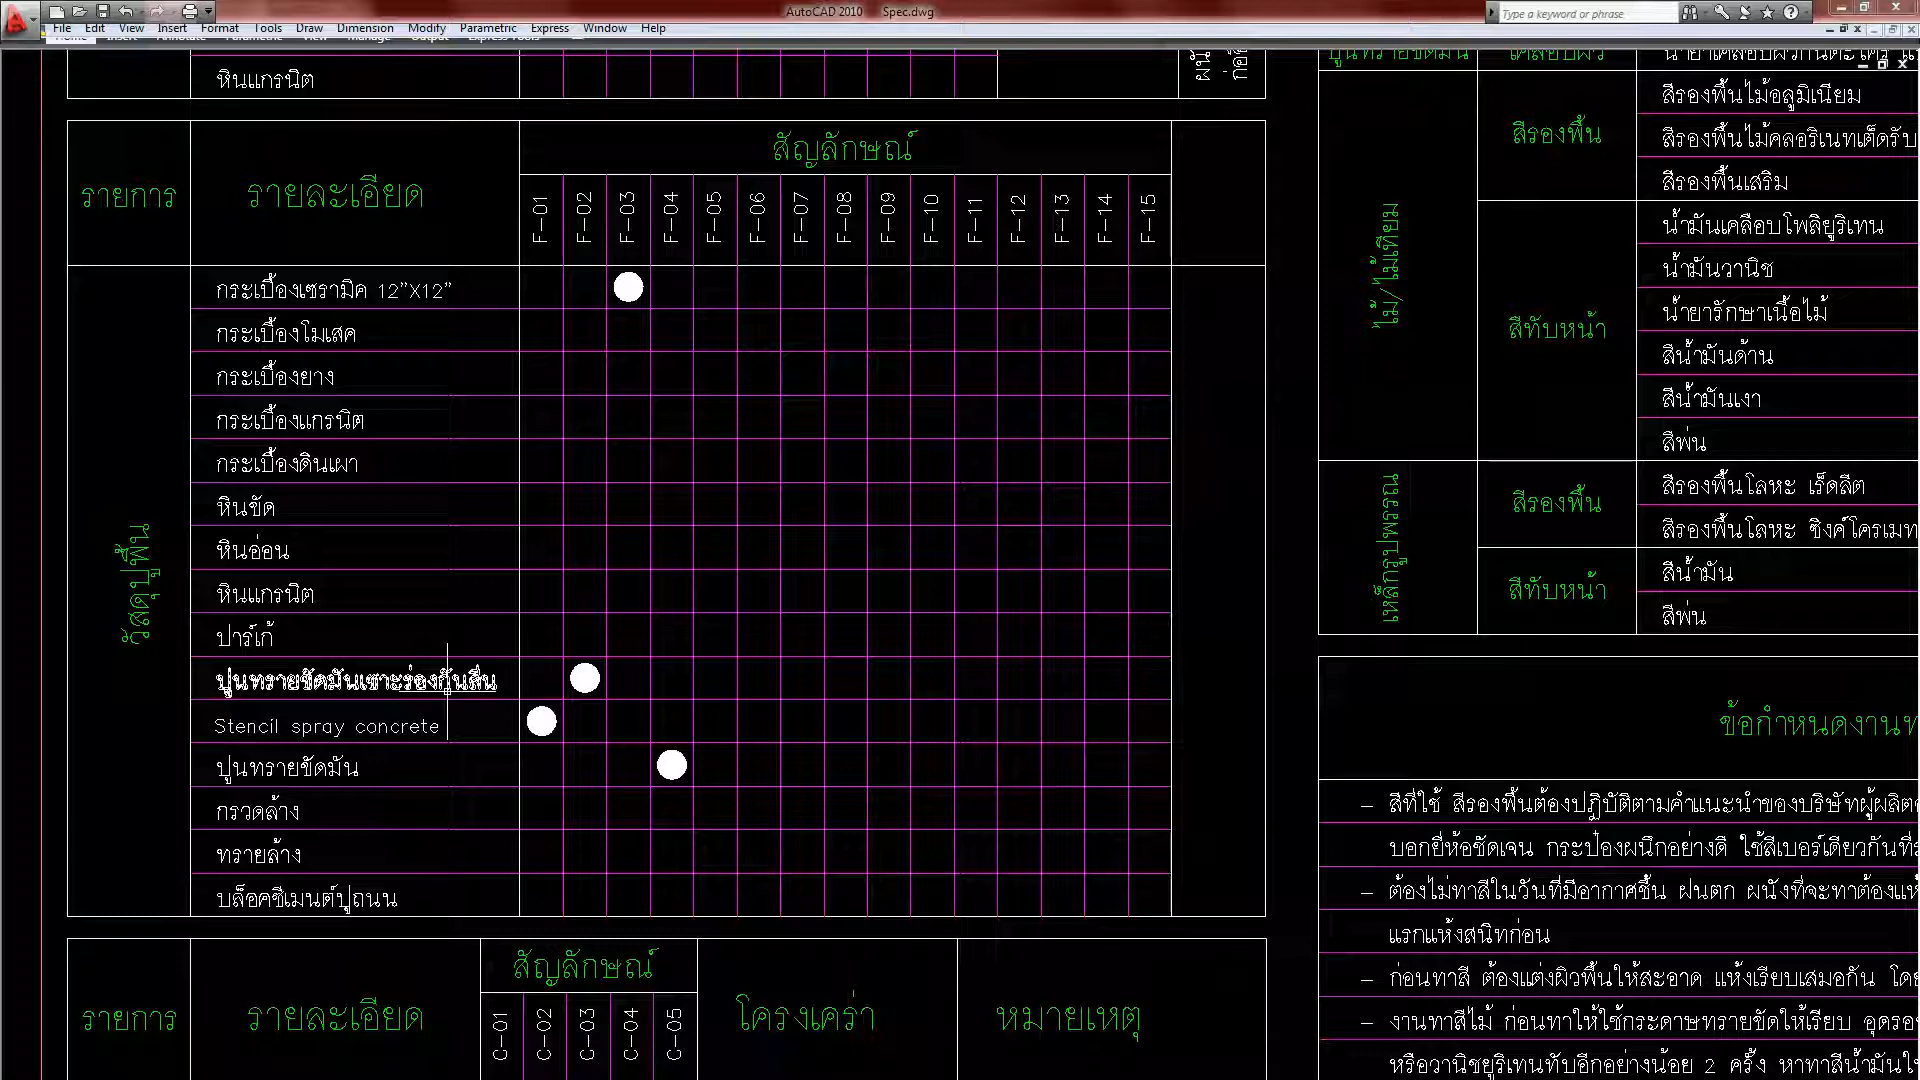 AutoCAD 2010 Spec.dwg
Type a keyword or phrase
File Edit View Insert Format Tools Draw Dimension Modify Parametric Express Window Help
Home Insert Annotate Parametric View Manage Output Express Tools
หินแกรนิต
รายการ
รายละเอียด
สัญลักษณ์
F-01 F-02 F-03 F-04 F-05 F-06 F-07 F-08 F-09 F-10 F-11 F-12 F-13 F-14 F-15
วัสดุปูพื้น
กระเบื้องเซรามิค 12"X12"
กระเบื้องโมเสค
กระเบื้องยาง
กระเบื้องแกรนิต
กระเบื้องดินเผา
หินขัด
หินอ่อน
หินแกรนิต
ปาร์เก้
ปูนทรายขัดมันเซาะร่องกันลื่น
Stencil spray concrete
ปูนทรายขัดมัน
กรวดล้าง
ทรายล้าง
บล็อคซีเมนต์ปูถนน
รายการ
รายละเอียด
สัญลักษณ์
C-01 C-02 C-03 C-04 C-05
โครงเคร่า
หมายเหตุ
ปูนทรายขัดมัน
เคลือบผิว
ไม้/ไม้เทียม
สีรองพื้น
สีรองพื้นไม้อลูมิเนียม
สีรองพื้นไม้คลอริเนทเต็ดรับ
สีรองพื้นเสริม
สีทับหน้า
น้ำมันเคลือบโพลิยูริเทน
น้ำมันวานิช
น้ำยารักษาเนื้อไม้
สีน้ำมันด้าน
สีน้ำมันเงา
สีพ่น
เหล็กรูปพรรณ
สีรองพื้น
สีรองพื้นโลหะ เร็ดลีต
สีรองพื้นโลหะ ซิงค์โครเมท
สีทับหน้า
สีน้ำมัน
สีพ่น
ข้อกำหนดงานท
- สีที่ใช้ สีรองพื้นต้องปฏิบัติตามคำแนะนำของบริษัทผู้ผลิต
บอกยี่ห้อชัดเจน กระป๋องผนึกอย่างดี ใช้สีเบอร์เดียวกันที่
- ต้องไม่ทาสีในวันที่มีอากาศชื้น ฝนตก ผนังที่จะทาต้องแห
แรกแห้งสนิทก่อน
- ก่อนทาสี ต้องแต่งผิวพื้นให้สะอาด แห้งเรียบเสมอกัน โดย
- งานทาสีไม้ ก่อนทาให้ใช้กระดาษทรายขัดให้เรียบ อุดรอย
หรือวานิชยูริเทนทับอีกอย่างน้อย 2 ครั้ง หาทาสีน้ำมันใ